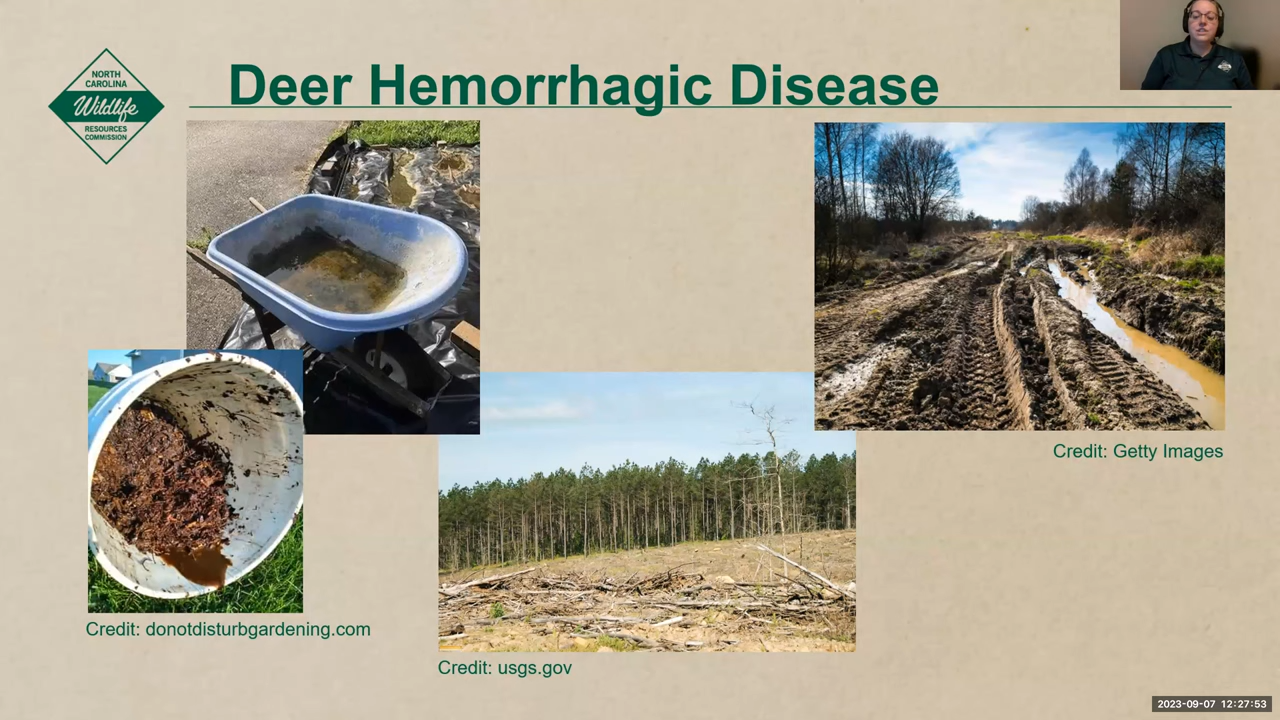 NORTH
CAROLINA
Wildlife
RESOURCES
COMMISSION
Deer Hemorrhagic Disease
Credit: Getty Images
Credit: donotdisturbgardening.com
Credit: usgs.gov
2023-09-07 12:27:53